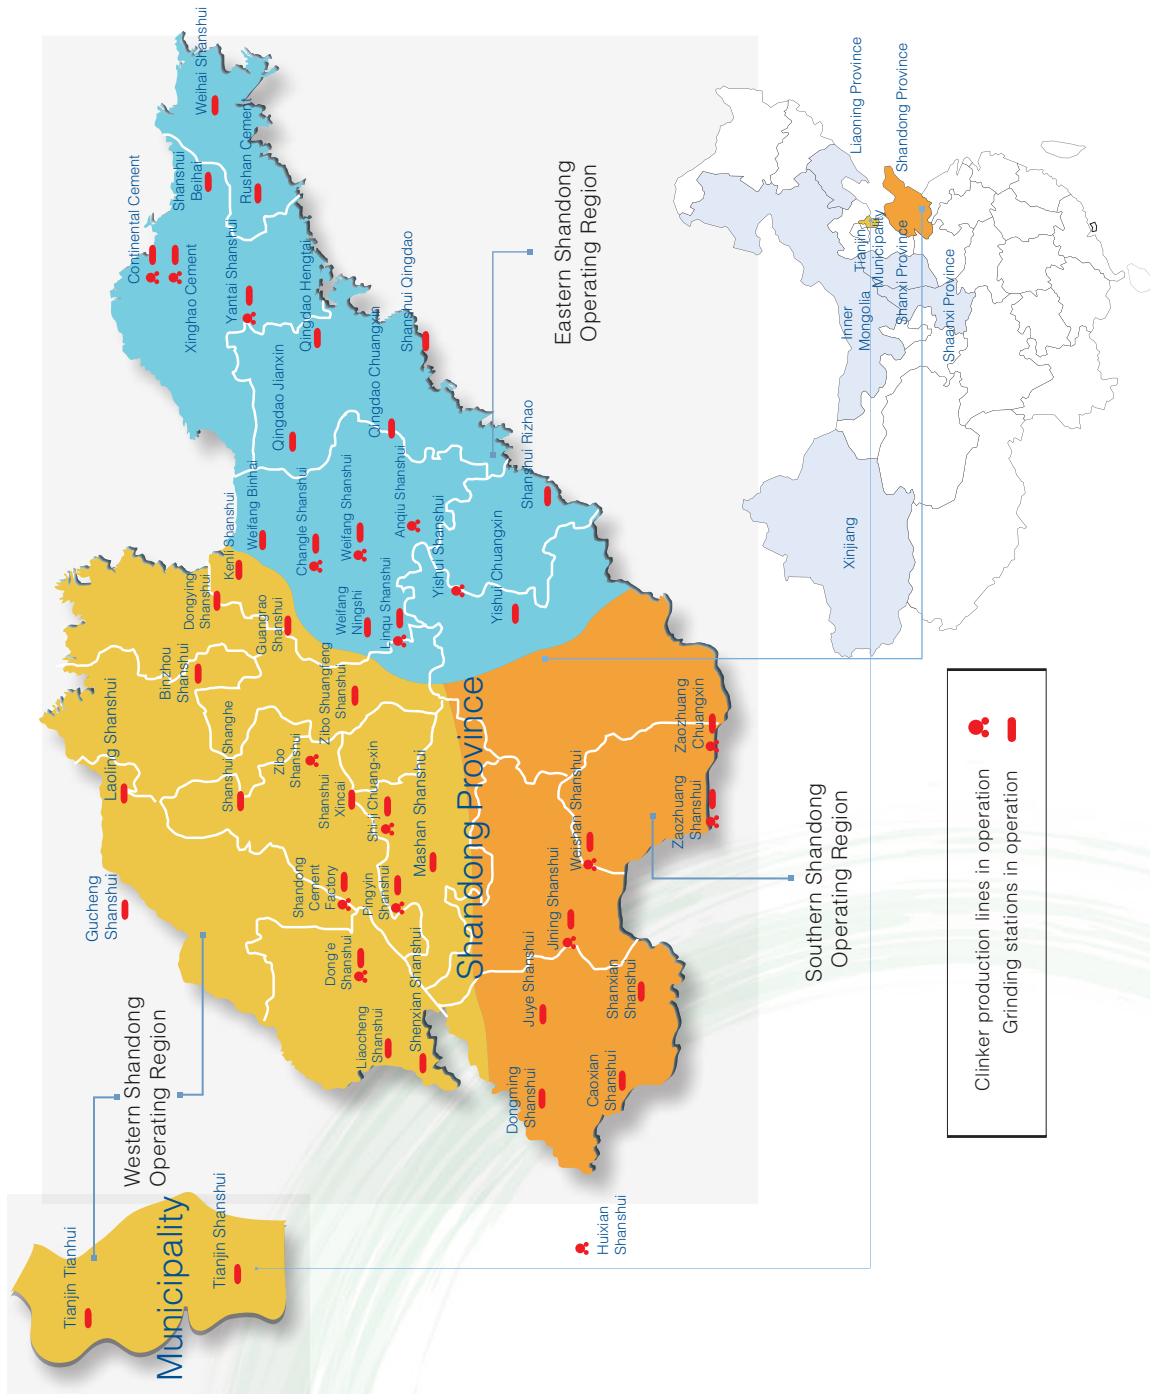 Tianjin Tianhui
Municipality
Tianjin Shanshui
Western Shandong
Operating Region
Gucheng
Shanshui
Laoling Shanshui
Binzhou
Shanshui
Dongying
Shanshui
Kenli Shanshui
Shanshui Shanghe
Guangrao
Shanshui
Zibo
Shanshui
Zibo Shuangfeng
Shanshui
Shanshui
Xincai
Shi-ji Chuang-xin
Mashan Shanshui
Shandong
Cement
Factory
Pingyin
Shanshui
Dong'e
Shanshui
Liaocheng
Shanshui
Shenxian Shanshui
Shandong Province
Continental Cement
Xinghao Cement
Shanshui
Beihai
Weihai Shanshui
Rushan Cement
Yantai Shanshui
Qingdao Hengtai
Qingdao Jianxin
Qingdao Chuangxin
Shanshui Qingdao
Weifang Binhai
Changle Shanshui
Weifang Shanshui
Anqiu Shanshui
Weifang
Ningshi
Linqu Shanshui
Yishui Shanshui
Yishui Chuangxin
Shanshui Rizhao
Eastern Shandong
Operating Region
Huixian
Shanshui
Dongming
Shanshui
Caoxian
Shanshui
Juye Shanshui
Shanxian
Shanshui
Jining Shanshui
Weishan Shanshui
Zaozhuang
Shanshui
Zaozhuang
Chuangxin
Southern Shandong
Operating Region
Xinjiang
Inner
Mongolia
Tianjin
Municipality
Shanxi Province
Shaanxi Province
Liaoning Province
Shandong Province
Clinker production lines in operation
Grinding stations in operation